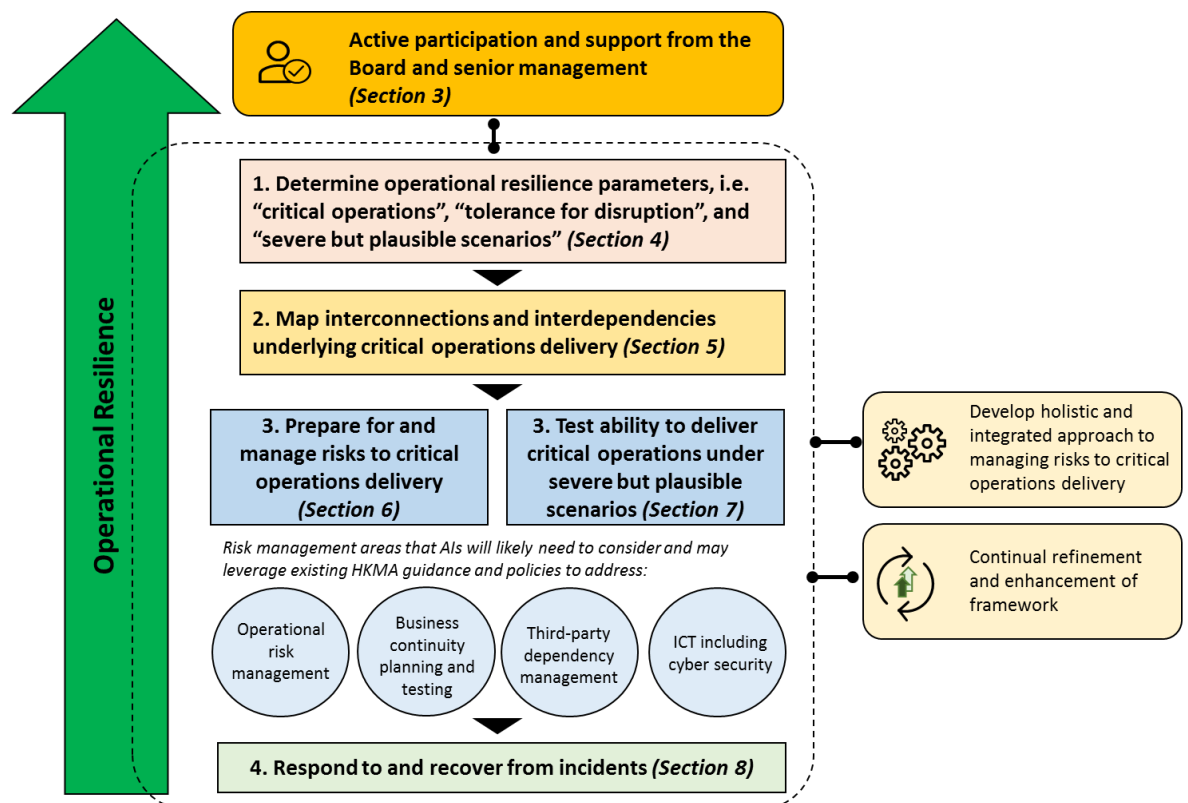 Active participation and support from the
Board and senior management
(Section 3)
Operational Resilience
1. Determine operational resilience parameters, i.e.
“critical operations”, “tolerance for disruption”, and
“severe but plausible scenarios” (Section 4)
2. Map interconnections and interdependencies
underlying critical operations delivery (Section 5)
3. Prepare for and
manage risks to critical
operations delivery
(Section 6)
3. Test ability to deliver
critical operations under
severe but plausible
scenarios (Section 7)
Develop holistic and
integrated approach to
managing risks to critical
operations delivery
Continual refinement
and enhancement of
framework
Risk management areas that AIs will likely need to consider and may
leverage existing HKMA guidance and policies to address:
Operational
risk
management
Business
continuity
planning and
testing
Third-party
dependency
management
ICT including
cyber security
4. Respond to and recover from incidents (Section 8)